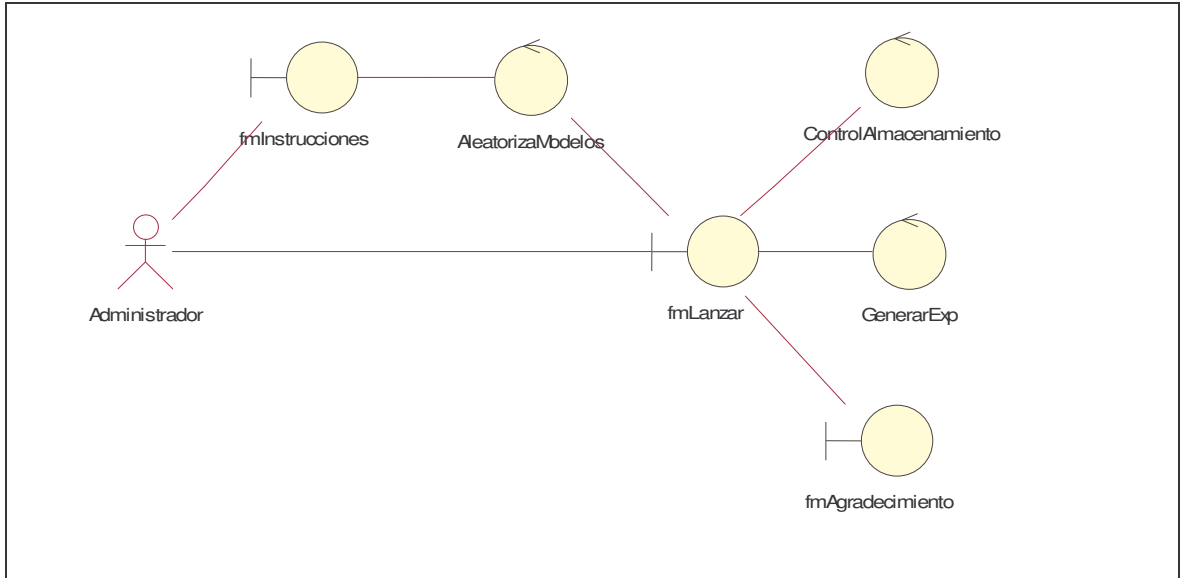 fmInstrucciones
AleatorizaModelos
ControlAlmacenamiento
Administrador
fmLanzar
GenerarExp
fmAgradecimiento